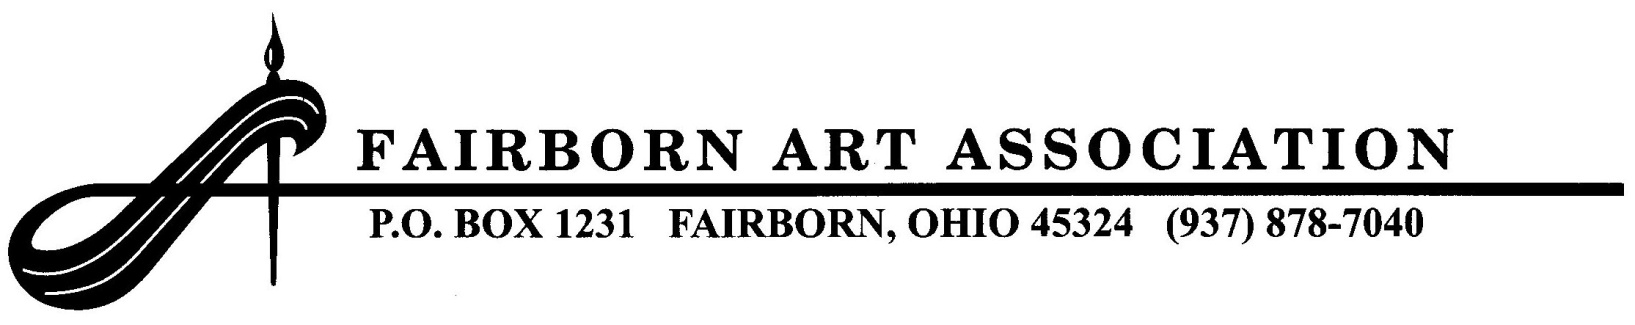 FAIRBORN ART ASSOCIATION
P.O. BOX 1231 FAIRBORN, OHIO 45324 (937) 878-7040